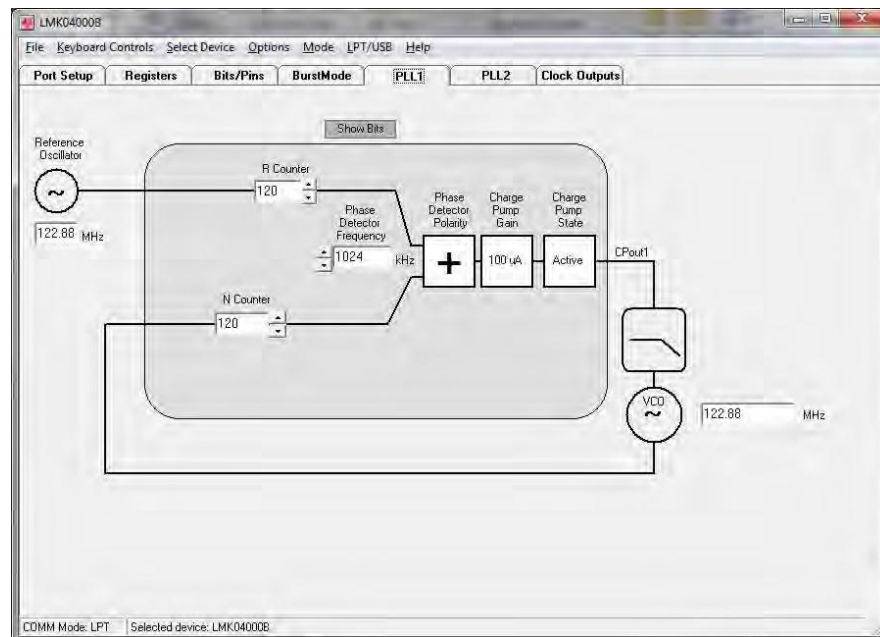 LMK04000B
File Keyboard Controls Select Device Options Mode LPT/USB Help
Port Setup Registers Bits/Pins BurstMode PLL1 PLL2 Clock Outputs
Show Bits
Reference
Oscillator
122.88 MHz
R Counter
120
Phase
Detector
Frequency
1024 kHz
Phase
Detector
Polarity
+
Charge
Pump
Gain
100 uA
Charge
Pump
State
Active
CPout1
N Counter
120
VCO
122.88 MHz
COMM Mode: LPT Selected device: LMK04000B